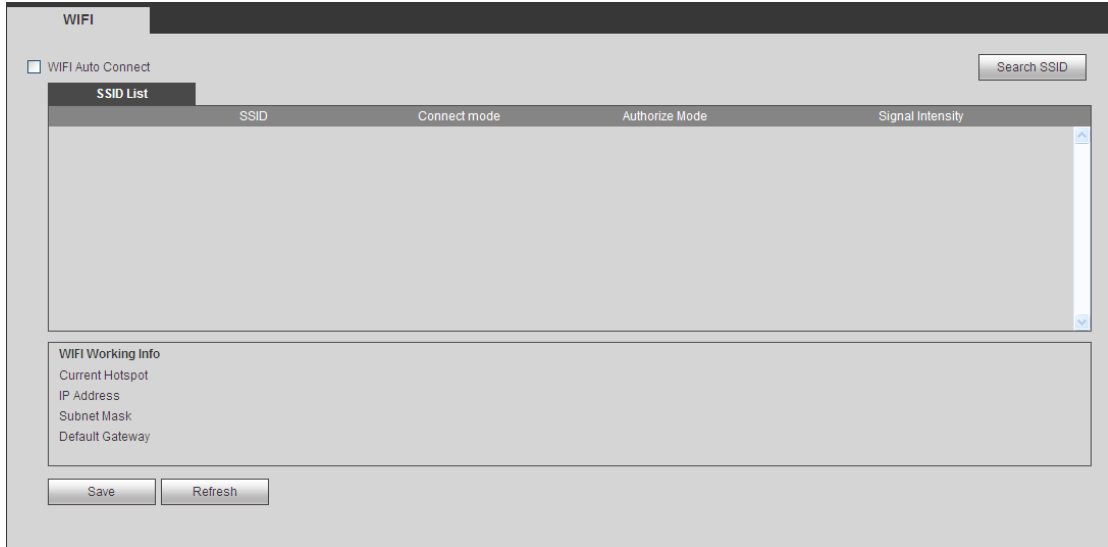 WIFI
WIFI Auto Connect Search SSID
SSID List
SSID Connect mode Authorize Mode Signal Intensity
WIFI Working Info
Current Hotspot
IP Address
Subnet Mask
Default Gateway
Save Refresh